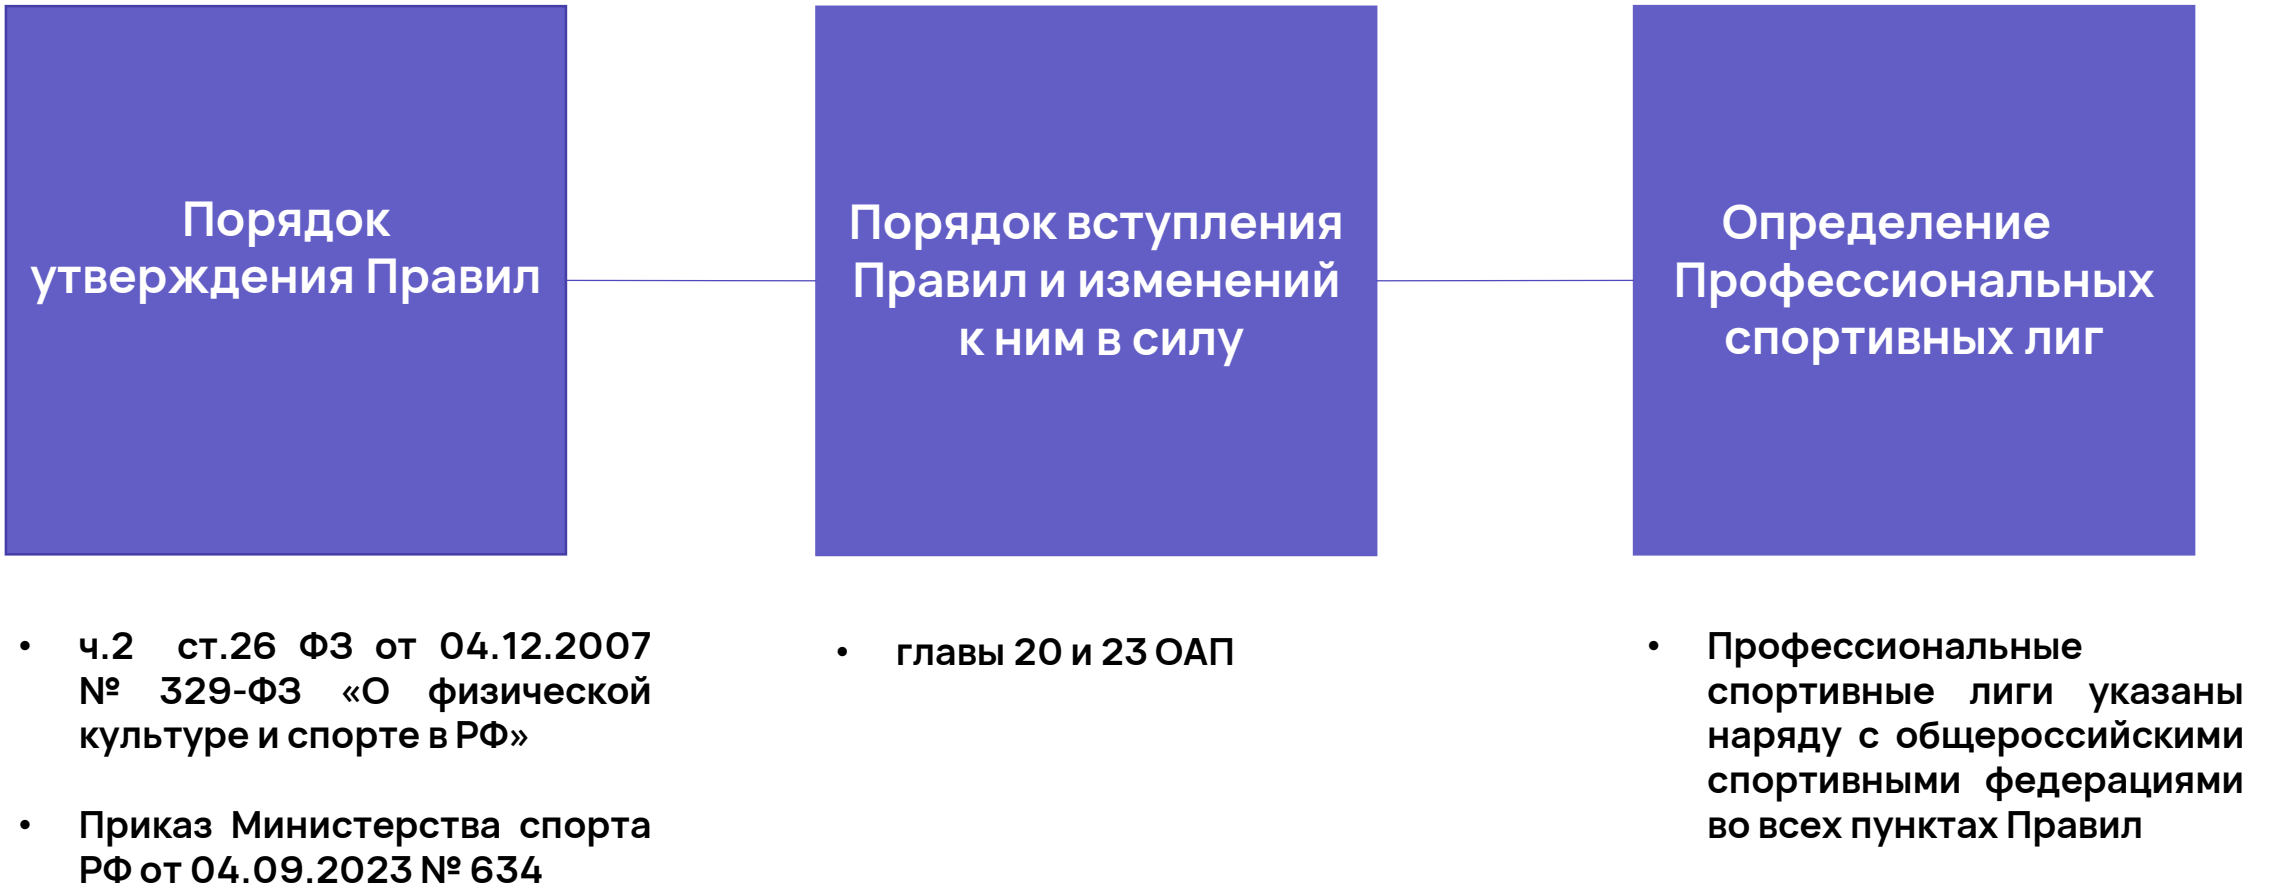 Порядок
утверждения Правил
Порядок вступления
Правил и изменений
к ним в силу
Определение
Профессиональных
спортивных лиг
• ч.2 ст.26 ФЗ от 04.12.2007
№ 329-ФЗ «О физической
культуре и спорте в РФ»
• Приказ Министерства спорта
РФ от 04.09.2023 № 634
• главы 20 и 23 ОАП
• Профессиональные
спортивные лиги указаны
наряду с общероссийскими
спортивными федерациями
во всех пунктах Правил